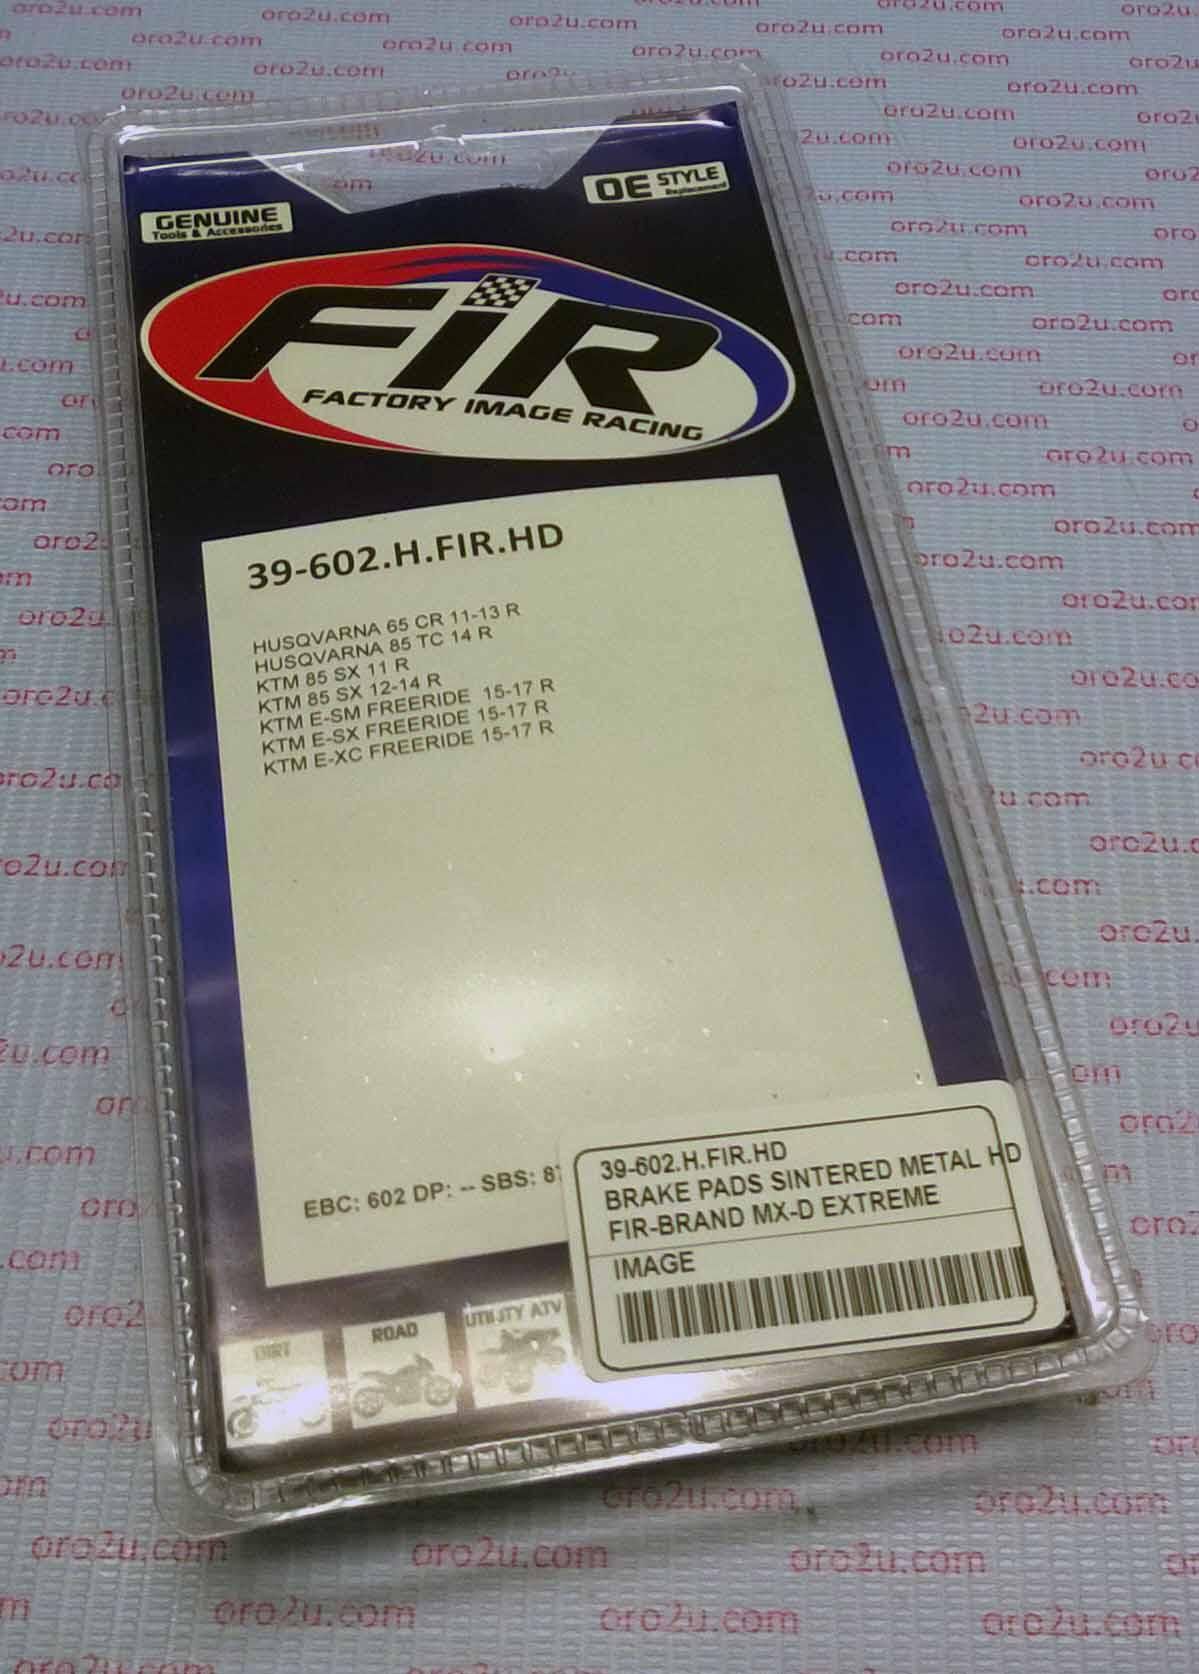 GENUINE
Tools & Accessories
OE STYLE
Replacement
FiR
FACTORY IMAGE RACING
39-602.H.FIR.HD
HUSQVARNA 65 CR 11-13 R
HUSQVARNA 85 TC 14 R
KTM 85 SX 11 R
KTM 85 SX 12-14 R
KTM E-SM FREERIDE 15-17 R
KTM E-SX FREERIDE 15-17 R
KTM E-XC FREERIDE 15-17 R
EBC: 602 DP: -- SBS:
39-602.H.FIR.HD
BRAKE PADS SINTERED METAL HD
FIR-BRAND MX-D EXTREME
IMAGE
DIRT
ROAD
UTILITY ATV
oro2u.com